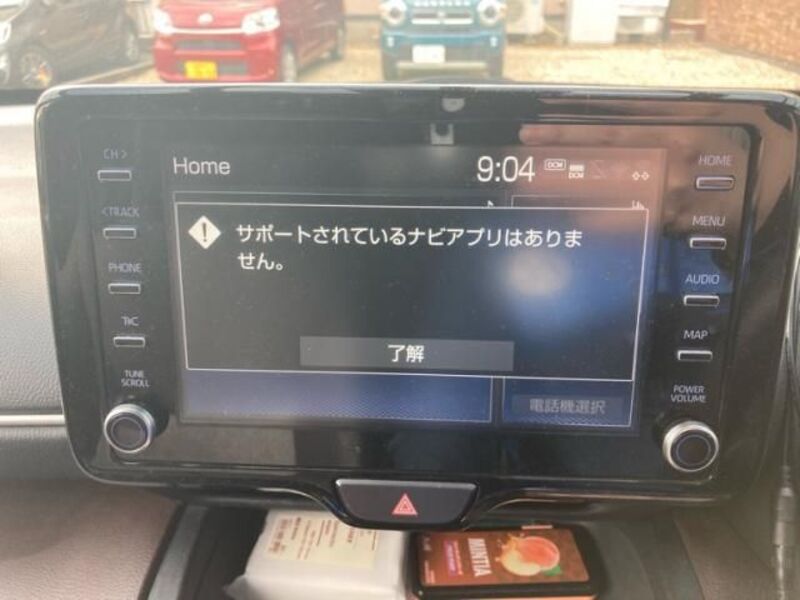 CH >
Home
9:04
DCM
DCM
HOME
<TRACK
MENU
サポートされているナビアプリはありま
せん。
PHONE
AUDIO
T&C
MAP
了解
TUNE
SCROLL
POWER
VOLUME
電話機選択
MINTIA